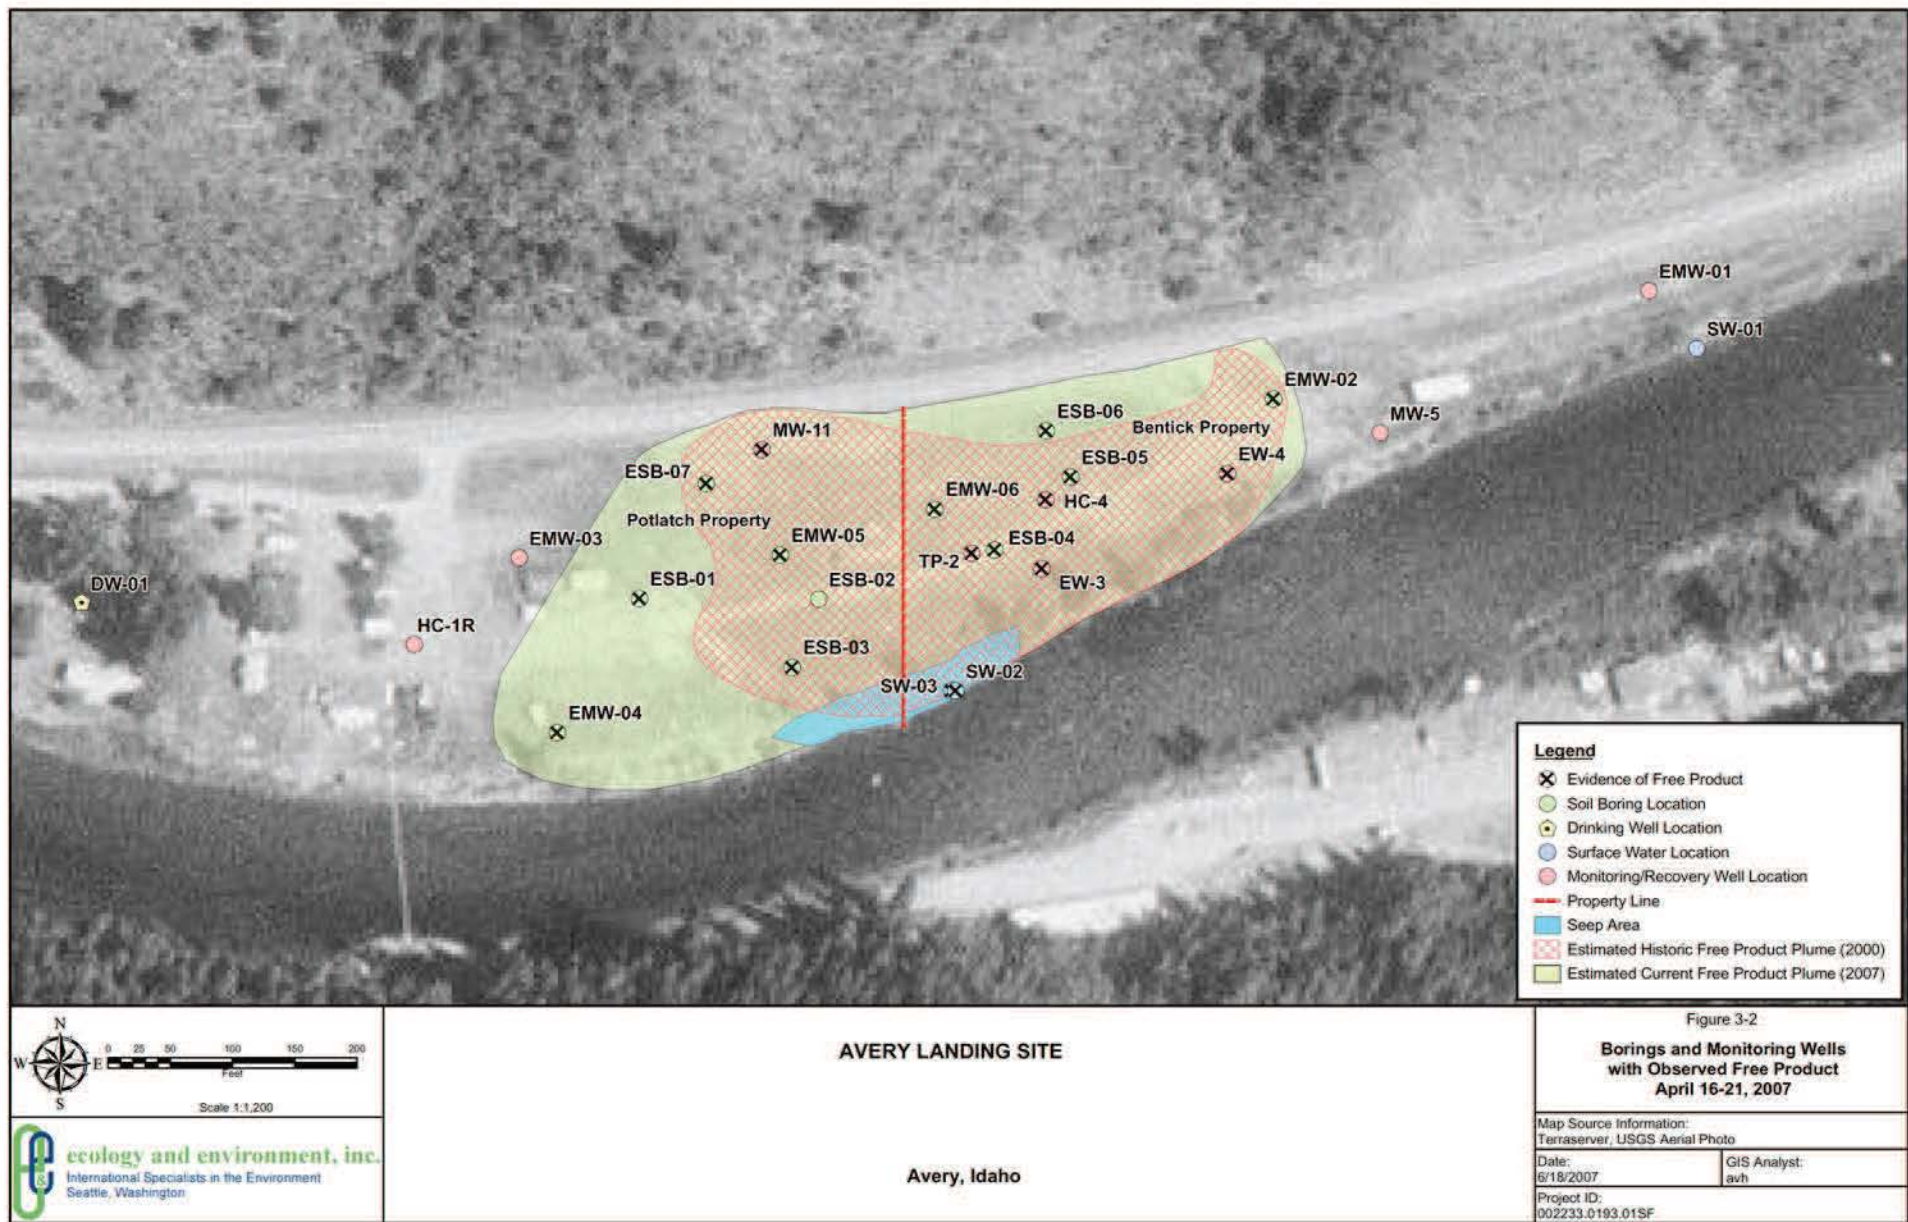 EMW-01
SW-01
EMW-02
MW-5
ESB-06
Bentick Property
MW-11
ESB-05
EW-4
ESB-07
HC-4
EMW-06
Potlatch Property
EMW-03
EMW-05
ESB-04
TP-2
DW-01
ESB-01
ESB-02
EW-3
HC-1R
ESB-03
SW-03
SW-02
EMW-04
Legend
Evidence of Free Product
Soil Boring Location
Drinking Well Location
Surface Water Location
Monitoring/Recovery Well Location
Property Line
Seep Area
Estimated Historic Free Product Plume (2000)
Estimated Current Free Product Plume (2007)
N
W E
S
0 25 50 100 150 200
Feet
Scale 1:1,200
ecology and environment, inc.
International Specialists in the Environment
Seattle, Washington
AVERY LANDING SITE
Avery, Idaho
Figure 3-2
Borings and Monitoring Wells
with Observed Free Product
April 16-21, 2007
Map Source Information:
Terraserver, USGS Aerial Photo
Date:
6/18/2007
GIS Analyst:
avh
Project ID:
002233.0193.01SF